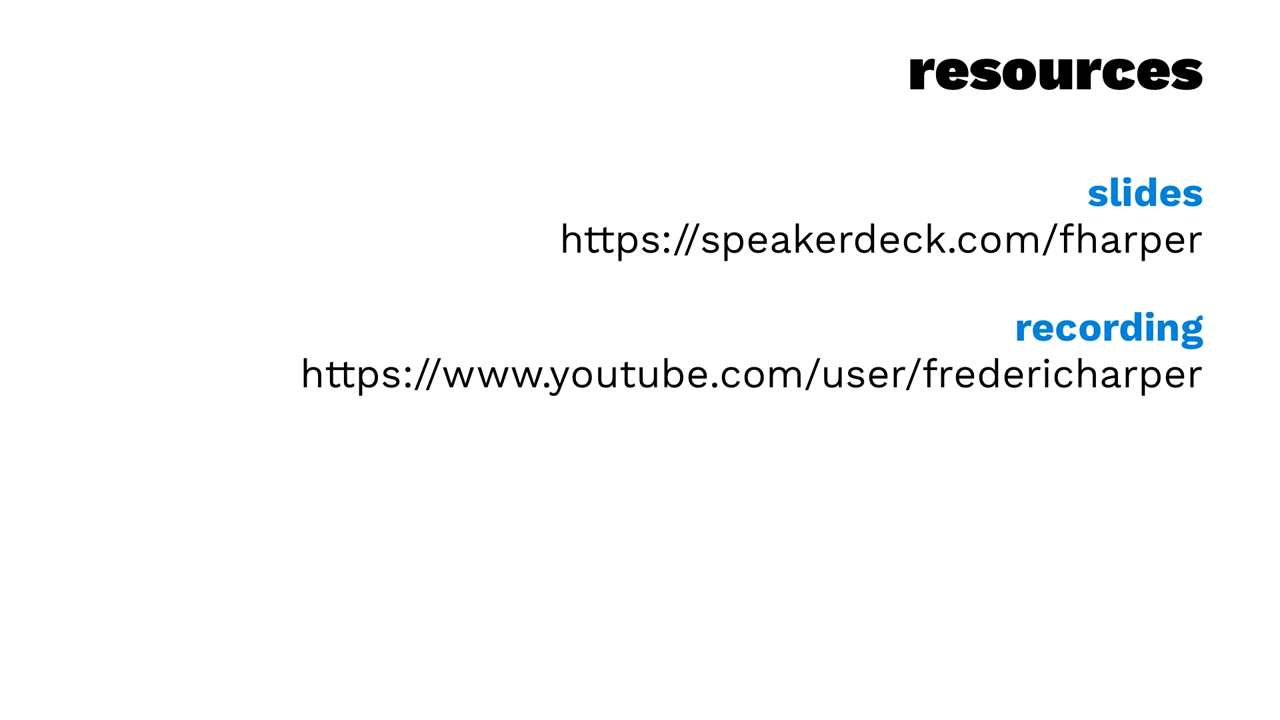 resources
slides
https://speakerdeck.com/fharper
recording
https://www.youtube.com/user/fredericharper